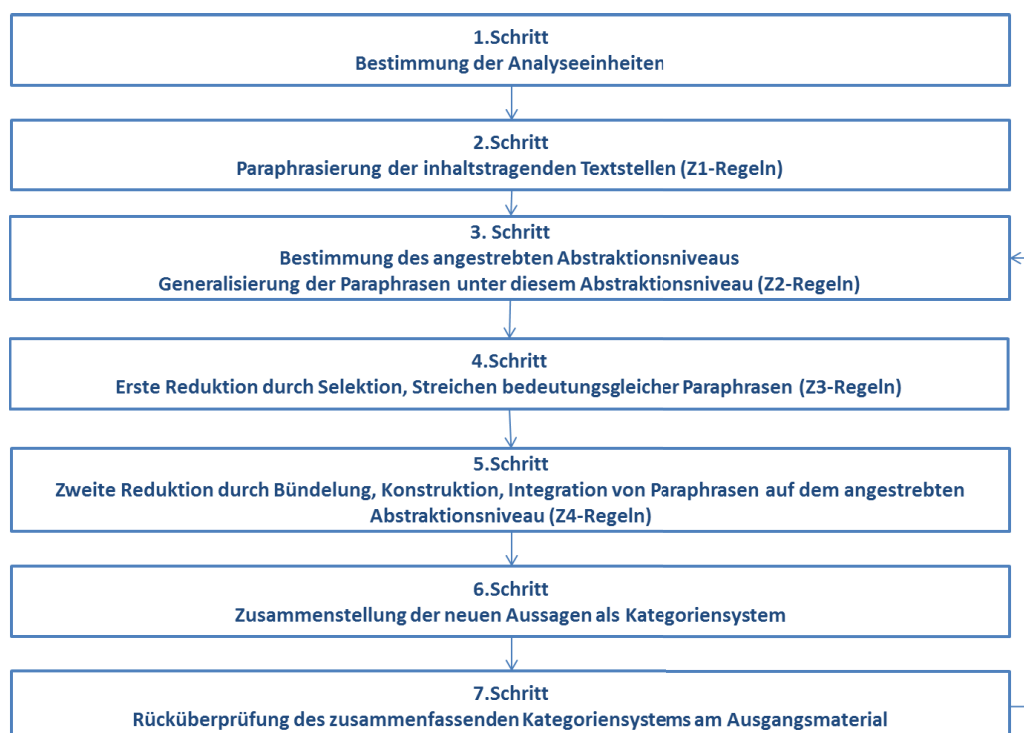 1.Schritt
Bestimmung der Analyseeinheiten
2.Schritt
Paraphrasierung der inhaltstragenden Textstellen (Z1-Regeln)
3. Schritt
Bestimmung des angestrebten Abstraktionsniveaus
Generalisierung der Paraphrasen unter diesem Abstraktionsniveau (Z2-Regeln)
4.Schritt
Erste Reduktion durch Selektion, Streichen bedeutungsgleicher Paraphrasen (Z3-Regeln)
5.Schritt
Zweite Reduktion durch Bündelung, Konstruktion, Integration von Paraphrasen auf dem angestrebten
Abstraktionsniveau (Z4-Regeln)
6.Schritt
Zusammenstellung der neuen Aussagen als Kategoriensystem
7.Schritt
Rücküberprüfung des zusammenfassenden Kategoriensystems am Ausgangsmaterial